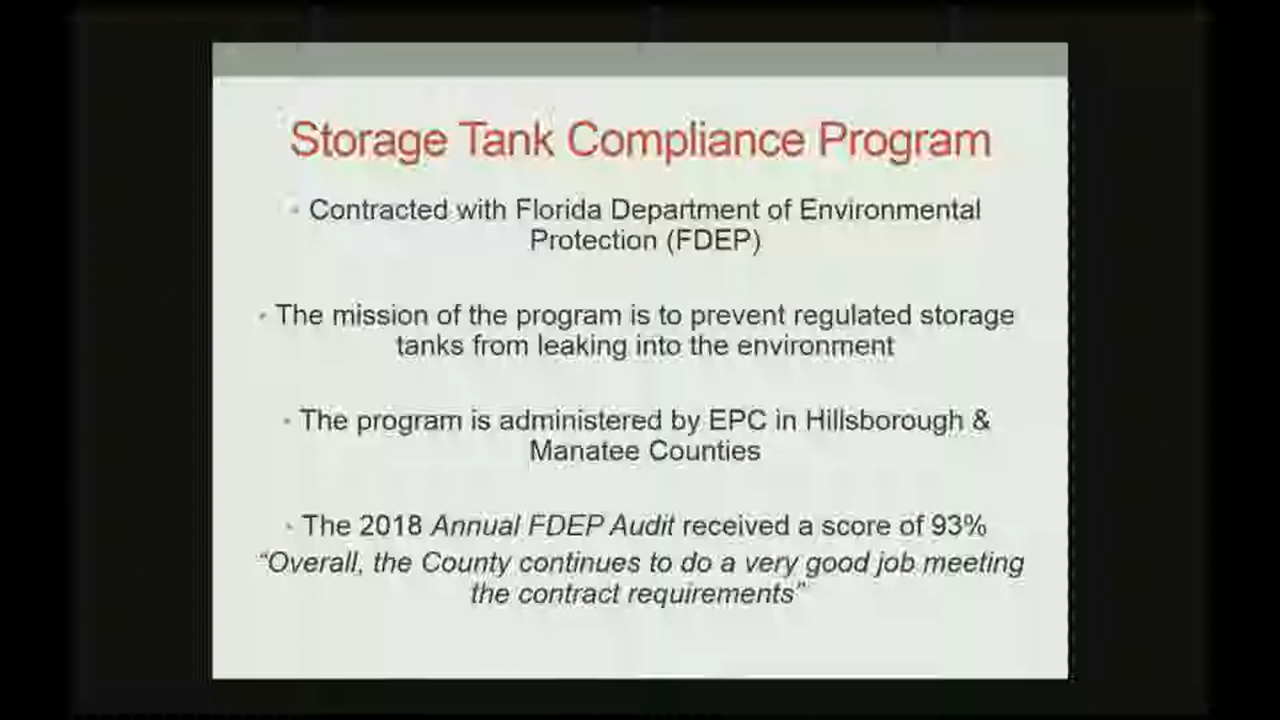 Storage Tank Compliance Program
• Contracted with Florida Department of Environmental
Protection (FDEP)
• The mission of the program is to prevent regulated storage
tanks from leaking into the environment
• The program is administered by EPC in Hillsborough &
Manatee Counties
• The 2018 Annual FDEP Audit received a score of 93%
“Overall, the County continues to do a very good job meeting
the contract requirements”